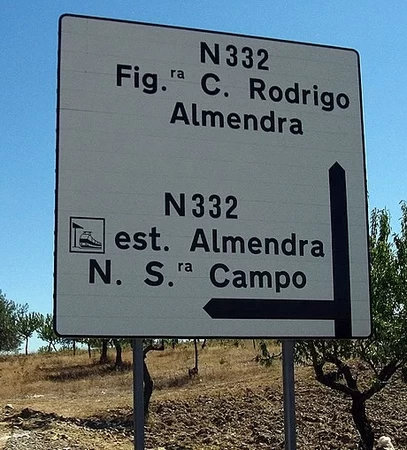 N332
Fig.ra C. Rodrigo
Almendra
N332
est. Almendra
N. S.ra Campo